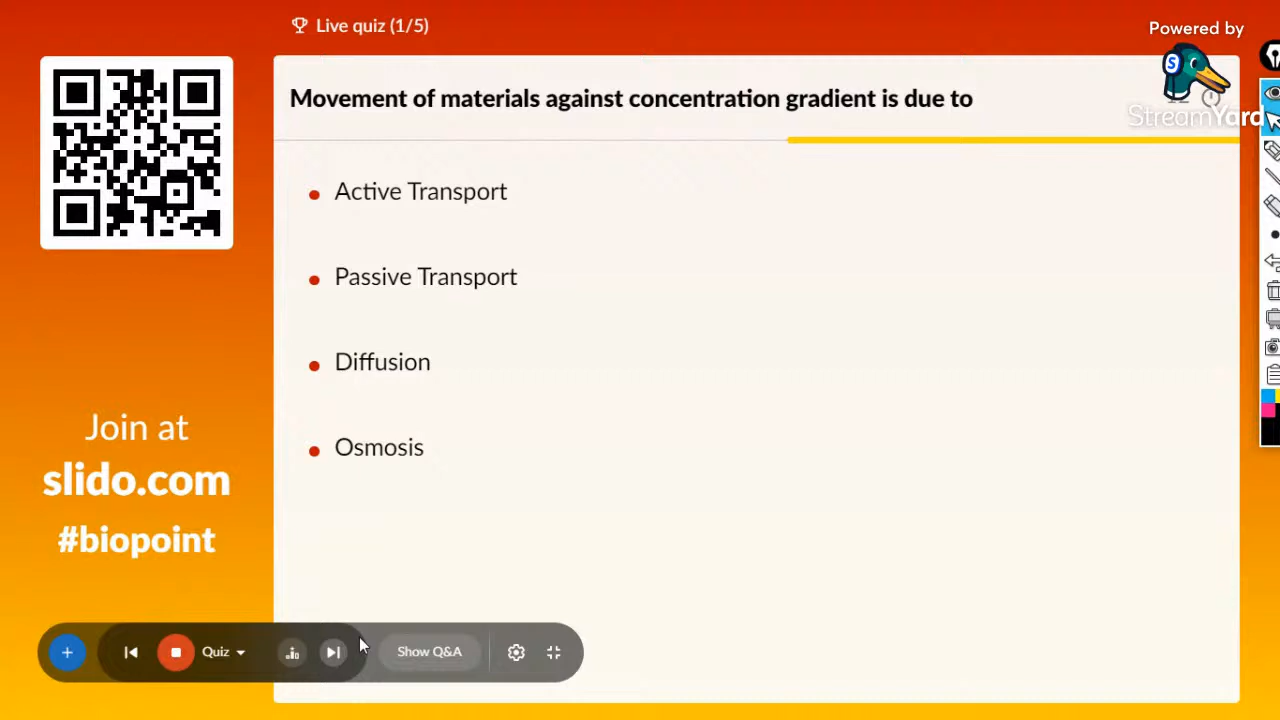 Live quiz (1/5)
Powered by
StreamYard
S
Movement of materials against concentration gradient is due to
Active Transport
Passive Transport
Diffusion
Osmosis
Join at
slido.com
#biopoint
Quiz
Show Q&A